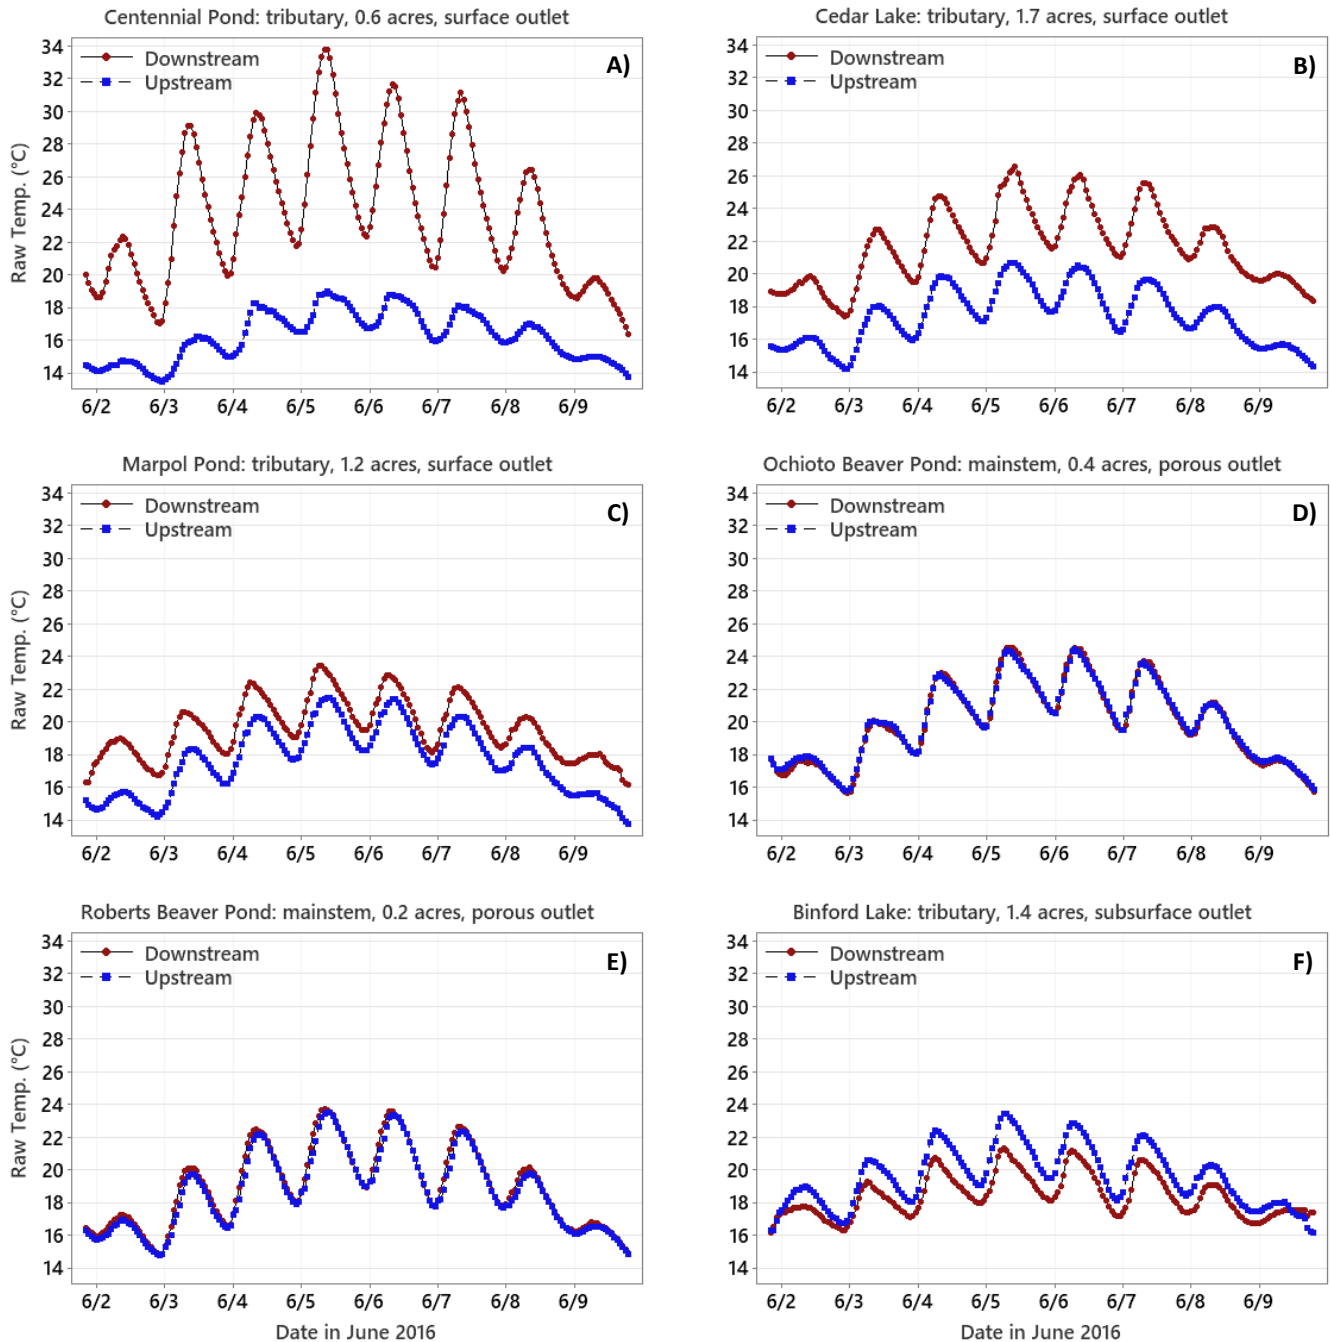 Centennial Pond: tributary, 0.6 acres, surface outlet
34
32
30
28
26
24
22
20
18
16
14
Raw Temp. (°C)
Downstream
Upstream
A)
6/2 6/3 6/4 6/5 6/6 6/7 6/8 6/9
Cedar Lake: tributary, 1.7 acres, surface outlet
34
32
30
28
26
24
22
20
18
16
14
Downstream
Upstream
B)
6/2 6/3 6/4 6/5 6/6 6/7 6/8 6/9
Marpol Pond: tributary, 1.2 acres, surface outlet
34
32
30
28
26
24
22
20
18
16
14
Raw Temp. (°C)
Downstream
Upstream
C)
6/2 6/3 6/4 6/5 6/6 6/7 6/8 6/9
Ochioto Beaver Pond: mainstem, 0.4 acres, porous outlet
34
32
30
28
26
24
22
20
18
16
14
Downstream
Upstream
D)
6/2 6/3 6/4 6/5 6/6 6/7 6/8 6/9
Roberts Beaver Pond: mainstem, 0.2 acres, porous outlet
34
32
30
28
26
24
22
20
18
16
14
Raw Temp. (°C)
Downstream
Upstream
E)
6/2 6/3 6/4 6/5 6/6 6/7 6/8 6/9
Date in June 2016
Binford Lake: tributary, 1.4 acres, subsurface outlet
34
32
30
28
26
24
22
20
18
16
14
Downstream
Upstream
F)
6/2 6/3 6/4 6/5 6/6 6/7 6/8 6/9
Date in June 2016